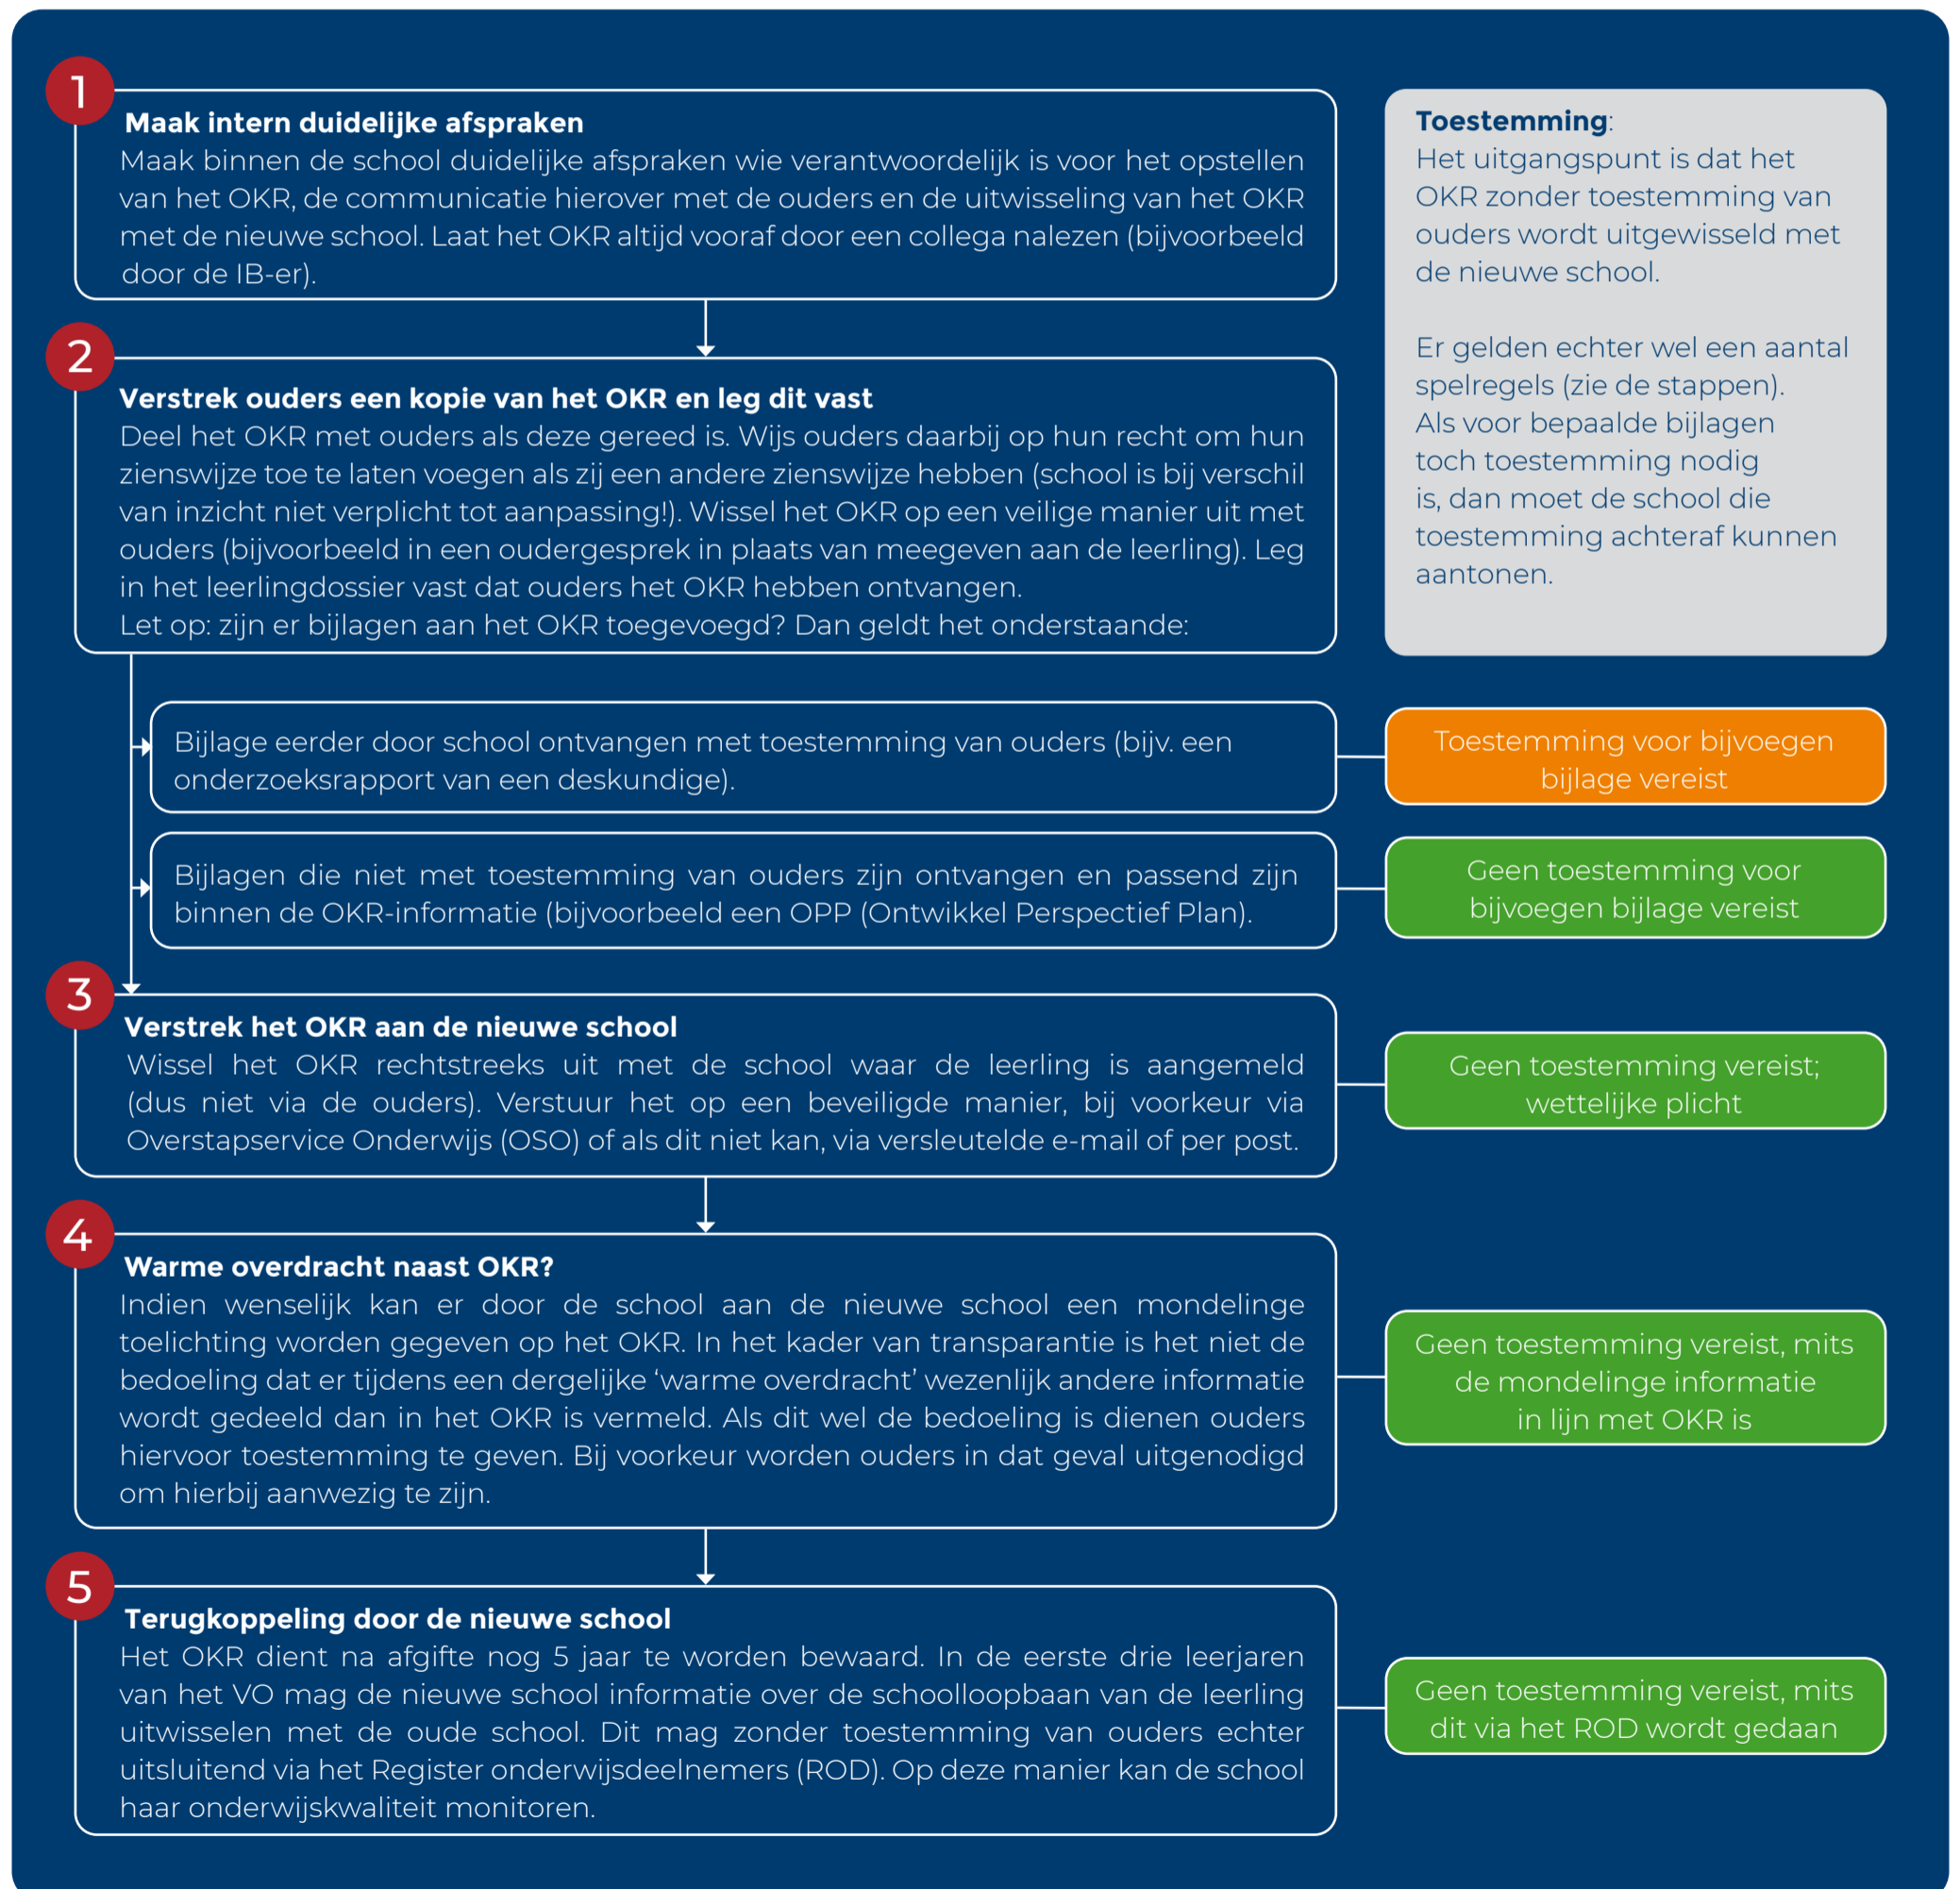 1
Maak intern duidelijke afspraken
Maak binnen de school duidelijke afspraken wie verantwoordelijk is voor het opstellen
van het OKR, de communicatie hierover met de ouders en de uitwisseling van het OKR
met de nieuwe school. Laat het OKR altijd vooraf door een collega nalezen (bijvoorbeeld
door de IB-er).
Toestemming:
Het uitgangspunt is dat het
OKR zonder toestemming van
ouders wordt uitgewisseld met
de nieuwe school.
Er gelden echter wel een aantal
spelregels (zie de stappen).
Als voor bepaalde bijlagen
toch toestemming nodig
is, dan moet de school die
toestemming achteraf kunnen
aantonen.
2
Verstrek ouders een kopie van het OKR en leg dit vast
Deel het OKR met ouders als deze gereed is. Wijs ouders daarbij op hun recht om hun
zienswijze toe te laten voegen als zij een andere zienswijze hebben (school is bij verschil
van inzicht niet verplicht tot aanpassing!). Wissel het OKR op een veilige manier uit met
ouders (bijvoorbeeld in een oudergesprek in plaats van meegeven aan de leerling). Leg
in het leerlingdossier vast dat ouders het OKR hebben ontvangen.
Let op: zijn er bijlagen aan het OKR toegevoegd? Dan geldt het onderstaande:
Bijlage eerder door school ontvangen met toestemming van ouders (bijv. een
onderzoeksrapport van een deskundige).
Toestemming voor bijvoegen
bijlage vereist
Bijlagen die niet met toestemming van ouders zijn ontvangen en passend zijn
binnen de OKR-informatie (bijvoorbeeld een OPP (Ontwikkel Perspectief Plan).
Geen toestemming voor
bijvoegen bijlage vereist
3
Verstrek het OKR aan de nieuwe school
Wissel het OKR rechtstreeks uit met de school waar de leerling is aangemeld
(dus niet via de ouders). Verstuur het op een beveiligde manier, bij voorkeur via
Overstapservice Onderwijs (OSO) of als dit niet kan, via versleutelde e-mail of per post.
Geen toestemming vereist;
wettelijke plicht
4
Warme overdracht naast OKR?
Indien wenselijk kan er door de school aan de nieuwe school een mondelinge
toelichting worden gegeven op het OKR. In het kader van transparantie is het niet de
bedoeling dat er tijdens een dergelijke ‘warme overdracht’ wezenlijk andere informatie
wordt gedeeld dan in het OKR is vermeld. Als dit wel de bedoeling is dienen ouders
hiervoor toestemming te geven. Bij voorkeur worden ouders in dat geval uitgenodigd
om hierbij aanwezig te zijn.
Geen toestemming vereist, mits
de mondelinge informatie
in lijn met OKR is
5
Terugkoppeling door de nieuwe school
Het OKR dient na afgifte nog 5 jaar te worden bewaard. In de eerste drie leerjaren
van het VO mag de nieuwe school informatie over de schoolloopbaan van de leerling
uitwisselen met de oude school. Dit mag zonder toestemming van ouders echter
uitsluitend via het Register onderwijsdeelnemers (ROD). Op deze manier kan de school
haar onderwijskwaliteit monitoren.
Geen toestemming vereist, mits
dit via het ROD wordt gedaan